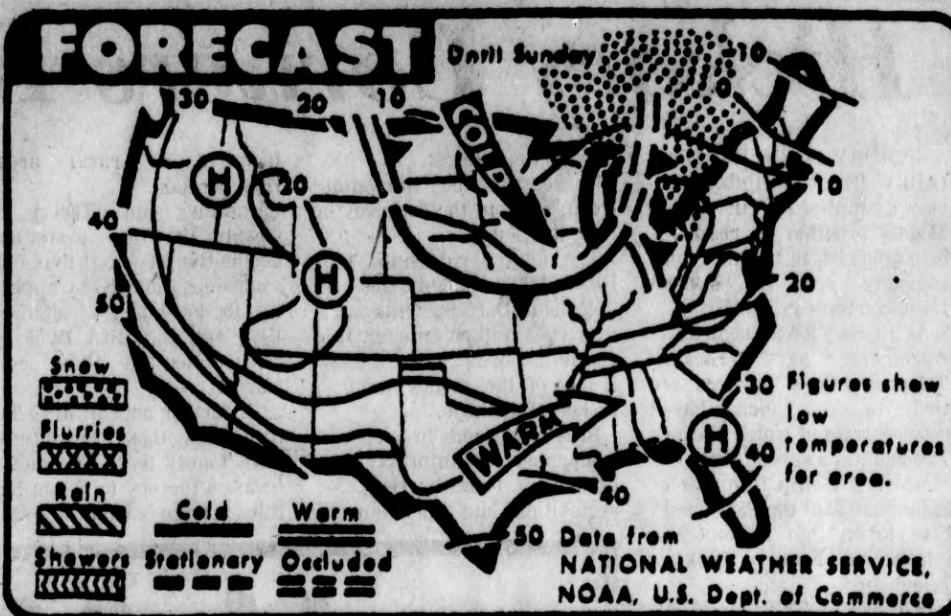 FORECAST
Until Sunday
10
30
20
10
0
COLD
H
20
10
40
H
50
20
Snow
30
Figures show
low
temperatures
for area.
Flurries
XXXX
H
40
WARM
Rain
40
Cold
Warm
50
Data from
Showers
Stationary
Occluded
NATIONAL WEATHER SERVICE,
NOAA, U.S. Dept. of Commerce